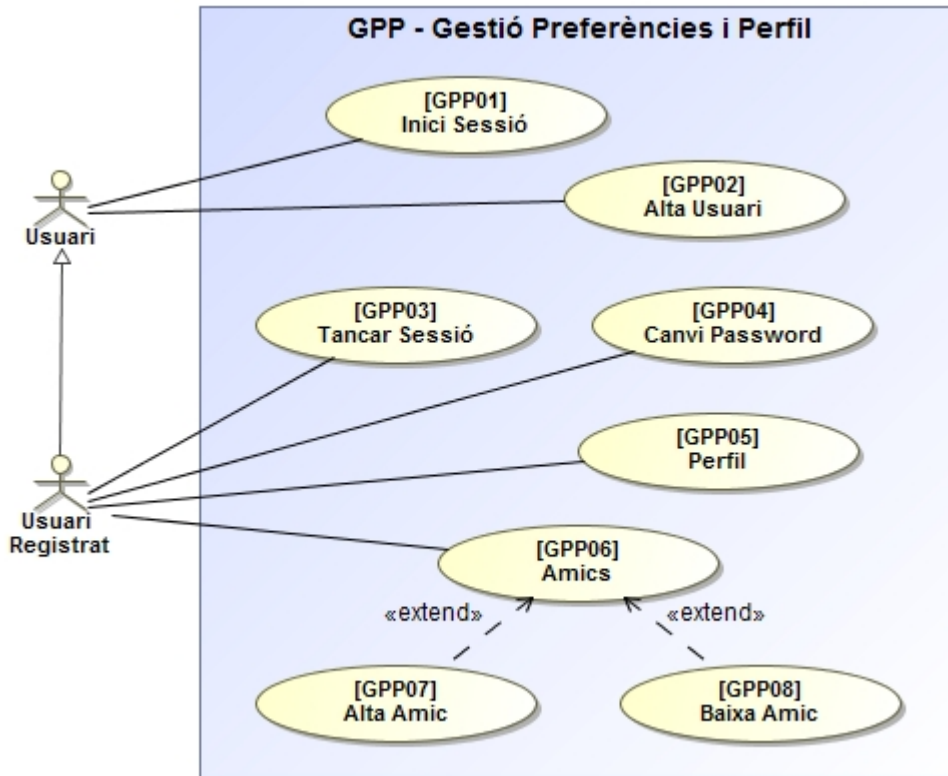 GPP - Gestió Preferències i Perfil
[GPP01]
Inici Sessió
[GPP02]
Alta Usuari
Usuari
[GPP03]
Tancar Sessió
[GPP04]
Canvi Password
[GPP05]
Perfil
Usuari
Registrat
[GPP06]
Amics
«extend»
«extend»
[GPP07]
Alta Amic
[GPP08]
Baixa Amic